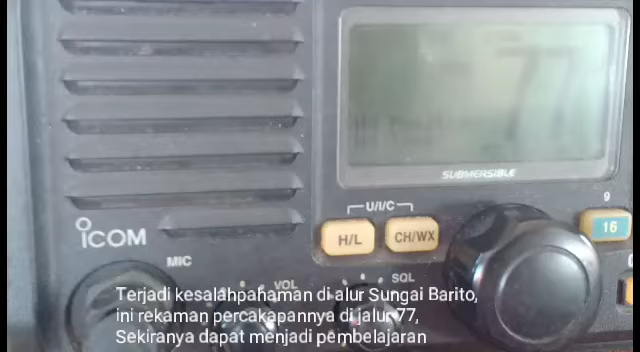 77
SUBMERSIBLE
U/I/C
9
ICOM
H/L
CH/WX
16
MIC
VOL
SQL
Terjadi kesalahpahaman di alur Sungai Barito,
ini rekaman percakapannya di jalur 77,
Sekiranya dapat menjadi pembelajaran